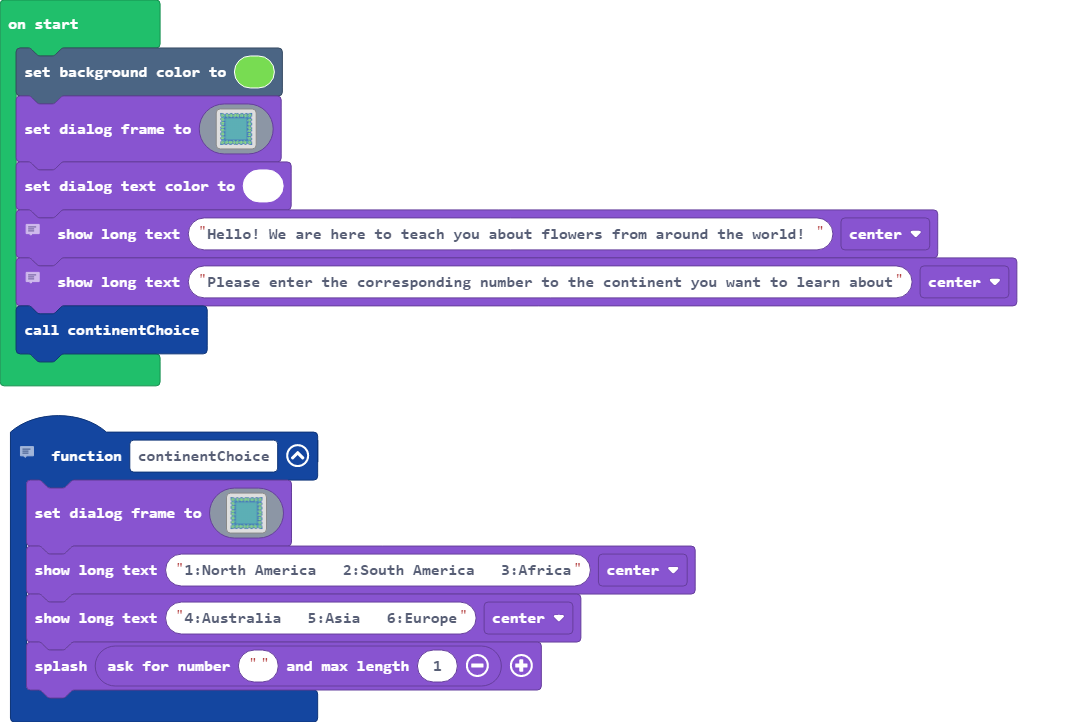 on start
set background color to
set dialog frame to
set dialog text color to
show long text "Hello! We are here to teach you about flowers from around the world! " center
show long text "Please enter the corresponding number to the continent you want to learn about" center
call continentChoice
function continentChoice
set dialog frame to
show long text "1:North America   2:South America   3:Africa" center
show long text "4:Australia   5:Asia   6:Europe" center
splash ask for number " " and max length 1